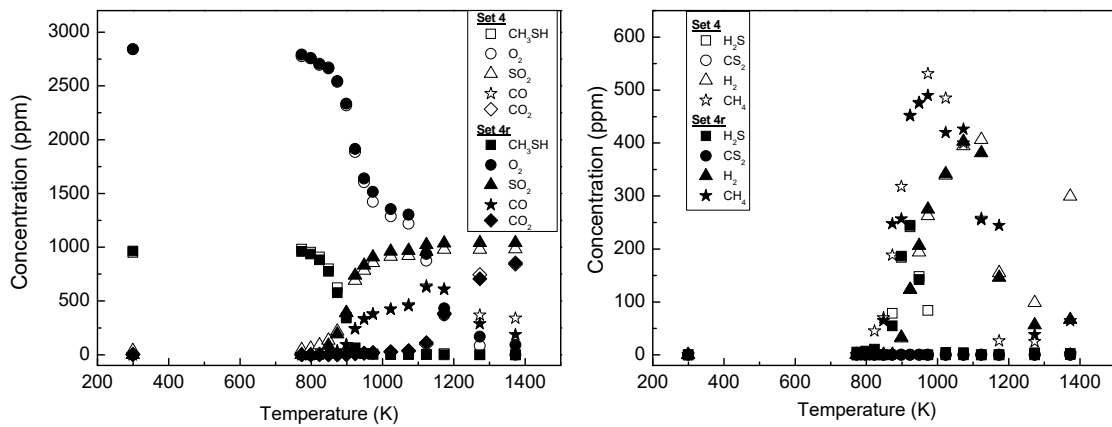 3000
2500
2000
1500
1000
500
0
Concentration (ppm)
200 400 600 800 1000 1200 1400
Temperature (K)
Set 4
CH₃SH
O₂
SO₂
CO
CO₂
Set 4r
CH₃SH
O₂
SO₂
CO
CO₂
600
500
400
300
200
100
0
Concentration (ppm)
200 400 600 800 1000 1200 1400
Temperature (K)
Set 4
H₂S
CS₂
H₂
CH₄
Set 4r
H₂S
CS₂
H₂
CH₄